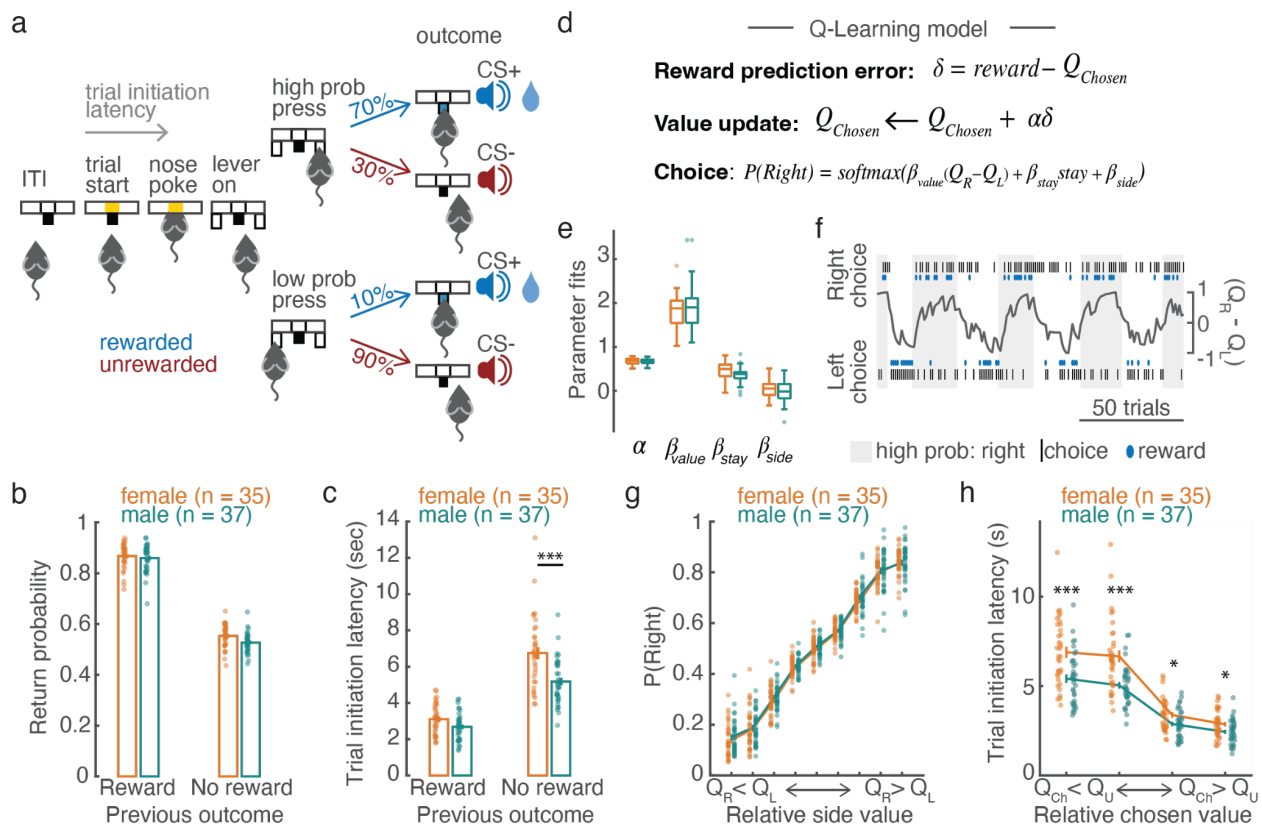 a
trial initiation
latency
ITI
trial
start
nose
poke
lever
on
high prob
press
70%
30%
low prob
press
10%
90%
outcome
CS+
CS-
CS+
CS-
rewarded
unrewarded
d
Q-Learning model
Reward prediction error: δ = reward – Q_Chosen
Value update: Q_Chosen ← Q_Chosen + αδ
Choice: P(Right) = softmax(β_value(Q_R–Q_L) + β_stay stay + β_side)
e
Parameter fits
3
2
1
0
α β_value β_stay β_side
f
Right
choice
Left
choice
1
0
-1
(Q_R - Q_L)
50 trials
high prob: right choice reward
b
female (n = 35)
male (n = 37)
Return probability
1
0.8
0.6
0.4
0.2
0
Reward No reward
Previous outcome
c
female (n = 35)
male (n = 37)
Trial initiation latency (sec)
14
12
10
8
6
4
2
0
***
Reward No reward
Previous outcome
g
female (n = 35)
male (n = 37)
P(Right)
1
0.8
0.6
0.4
0.2
0
Q_R < Q_L ⟷ Q_R > Q_L
Relative side value
h
female (n = 35)
male (n = 37)
Trial initiation latency (s)
10
5
0
*** *** * *
Q_Ch < Q_U ⟷ Q_Ch > Q_U
Relative chosen value